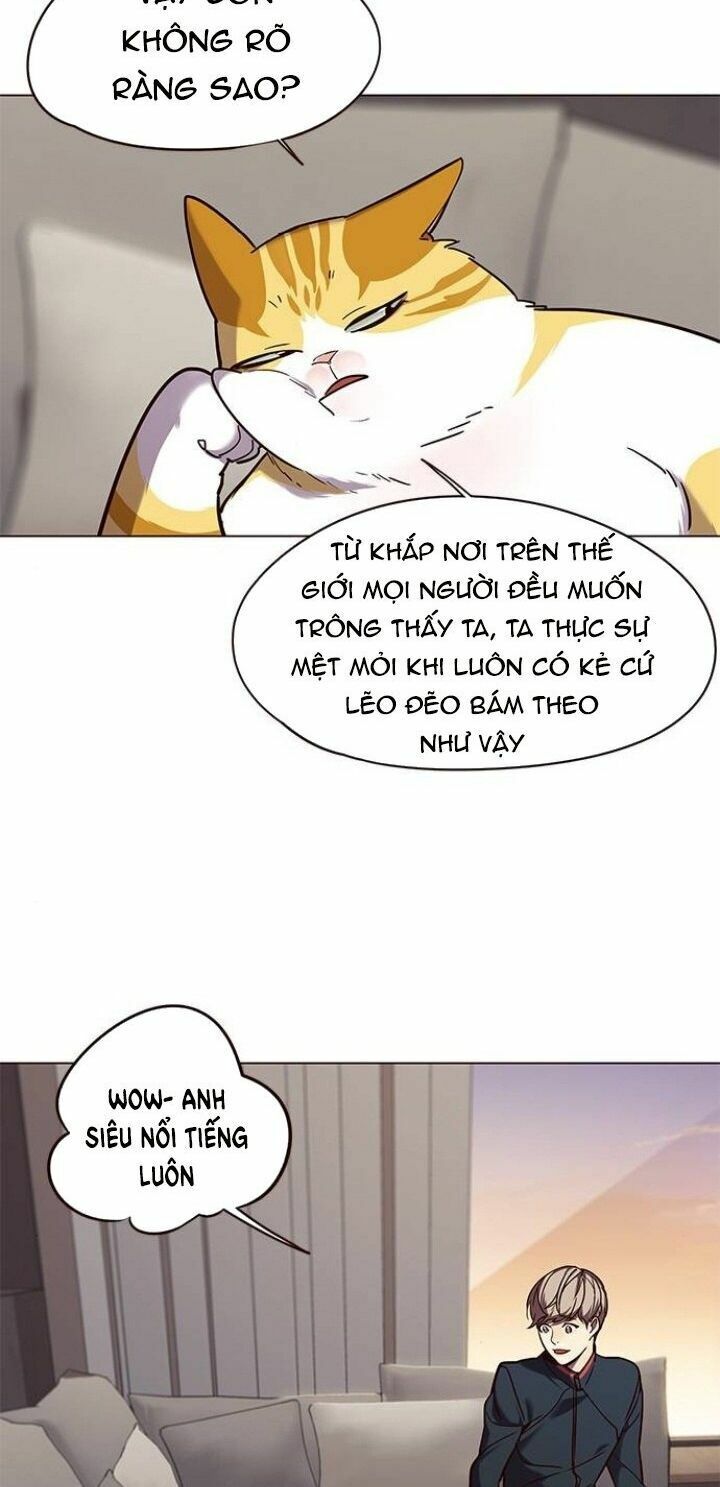 KHÔNG RÕ
RÀNG SAO?
TỪ KHẮP NƠI TRÊN THẾ
GIỚI MỌI NGƯỜI ĐỀU MUỐN
TRÔNG THẤY TA, TA THỰC SỰ
MỆT MỎI KHI LUÔN CÓ KẺ CỨ
LẼO ĐẼO BÁM THEO
NHƯ VẬY
WOW- ANH
SIÊU NỔI TIẾNG
LUÔN